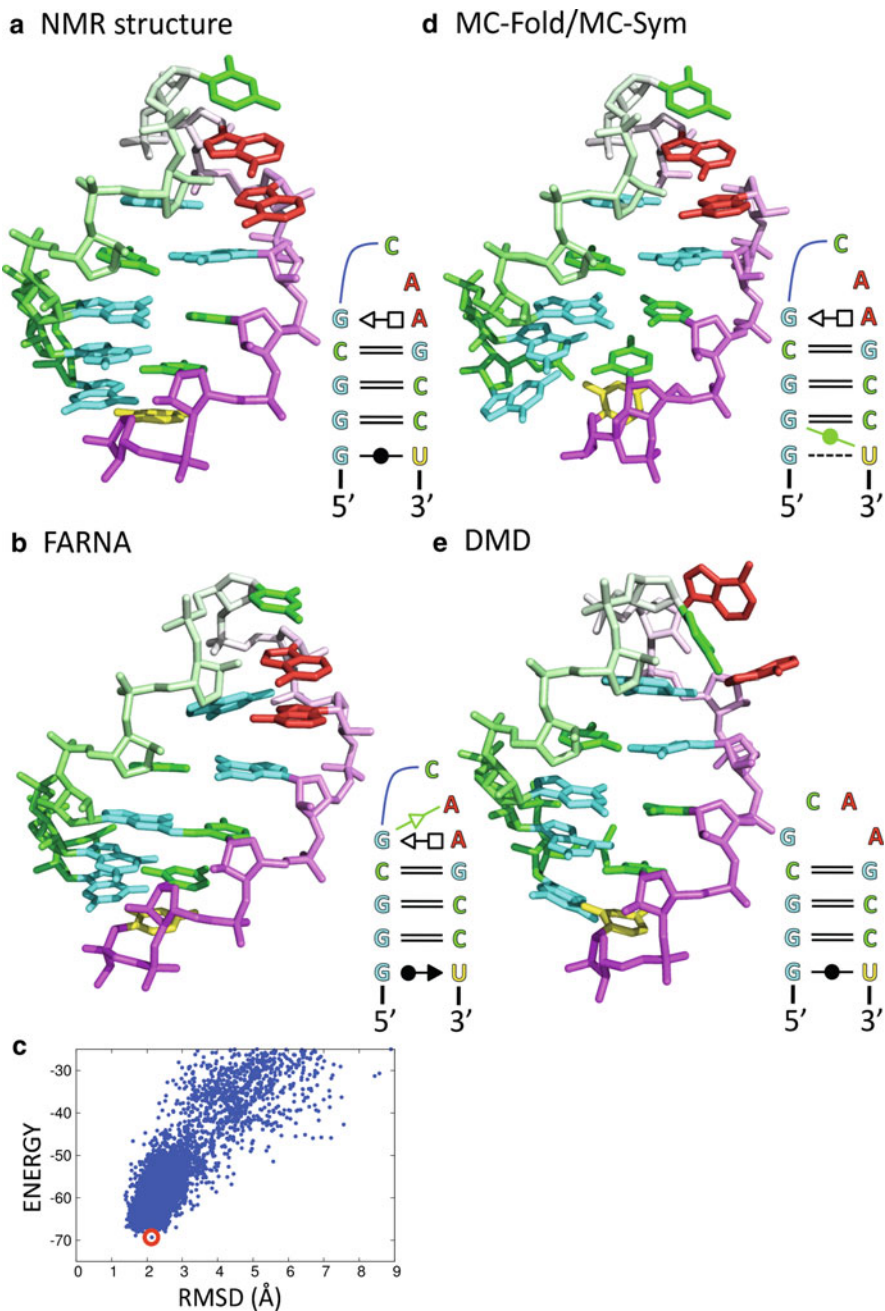 a NMR structure
C
A
G A
C G
G C
G C
G U
5' 3'
d MC-Fold/MC-Sym
C
A
G A
C G
G C
G C
G U
5' 3'
b FARNA
C
A
G A
C G
G C
G C
G U
5' 3'
e DMD
C A
G A
C G
G C
G C
G U
5' 3'
c
-30
-40
-50
-60
-70
ENERGY
0 1 2 3 4 5 6 7 8 9
RMSD (Å)